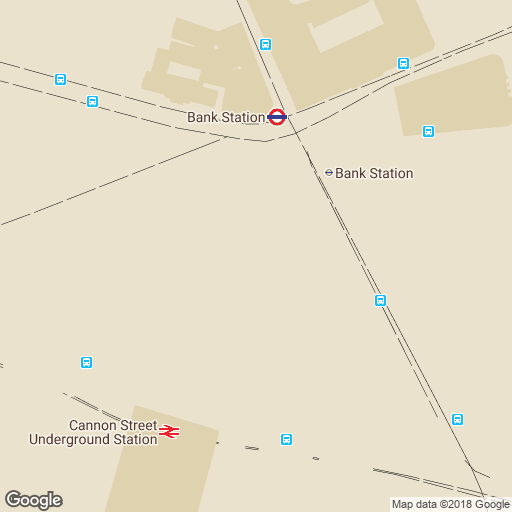 Bank Station
Bank Station
Cannon Street
Underground Station
Google
Map data ©2018 Google